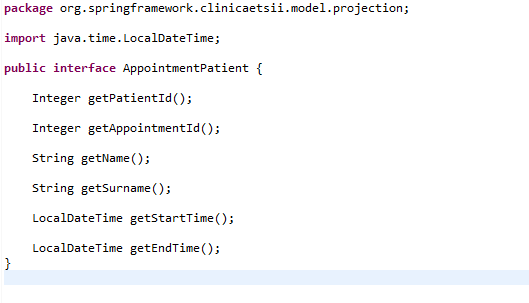 package org.springframework.clinicaetsii.model.projection;
import java.time.LocalDateTime;
public interface AppointmentPatient {
Integer getPatientId();
Integer getAppointmentId();
String getName();
String getSurname();
LocalDateTime getStartTime();
LocalDateTime getEndTime();
}